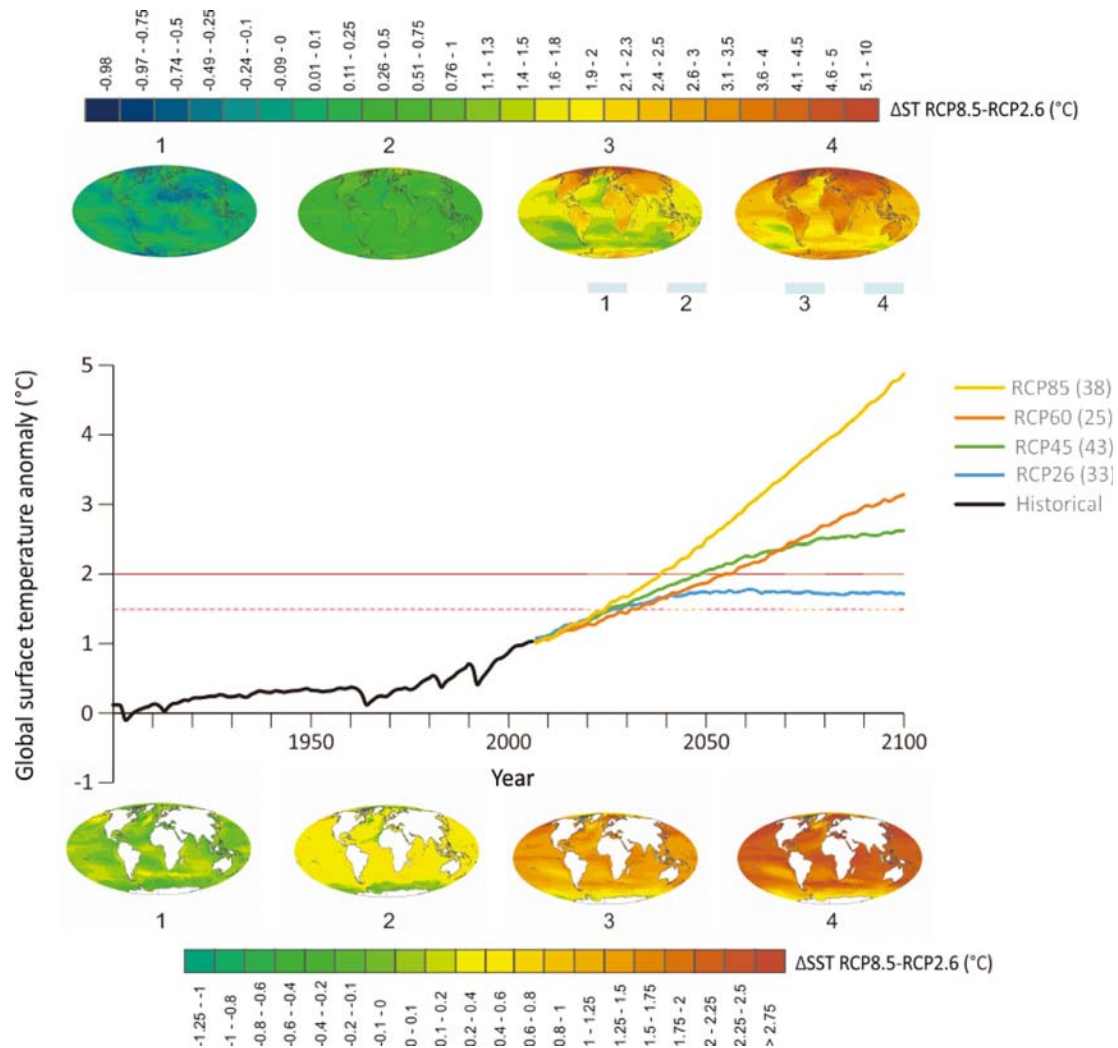 -0.98
-0.97 - -0.75
-0.74 - -0.5
-0.49 - -0.25
-0.24 - -0.1
-0.09 - 0
0.01 - 0.1
0.11 - 0.25
0.26 - 0.5
0.51 - 0.75
0.76 - 1
1.1 - 1.3
1.4 - 1.5
1.6 - 1.8
1.9 - 2
2.1 - 2.3
2.4 - 2.5
2.6 - 3
3.1 - 3.5
3.6 - 4
4.1 - 4.5
4.6 - 5
5.1 - 10
ΔST RCP8.5-RCP2.6 (°C)
1 2 3 4
1 2 3 4
Global surface temperature anomaly (°C)
5
4
3
2
1
0
-1
1950 2000 2050 2100
Year
RCP85 (38)
RCP60 (25)
RCP45 (43)
RCP26 (33)
Historical
1 2 3 4
ΔSST RCP8.5-RCP2.6 (°C)
-1.25 - -1
-1 - -0.8
-0.8 - -0.6
-0.6 - -0.4
-0.4 - -0.2
-0.2 - -0.1
-0.1 - 0
0 - 0.1
0.1 - 0.2
0.2 - 0.4
0.4 - 0.6
0.6 - 0.8
0.8 - 1
1 - 1.25
1.25 - 1.5
1.5 - 1.75
1.75 - 2
2 - 2.25
2.25 - 2.5
> 2.75